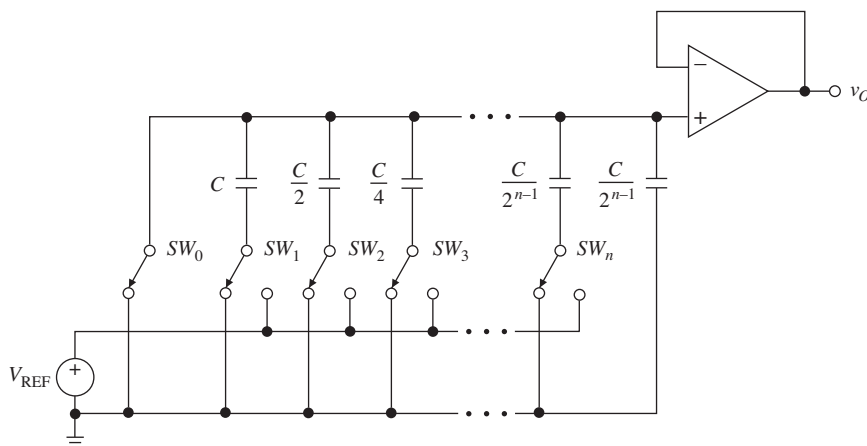 −
+
v_O
C
C/2
C/4
C/2^{n–1}
C/2^{n–1}
SW_0
SW_1
SW_2
SW_3
SW_n
V_REF
+